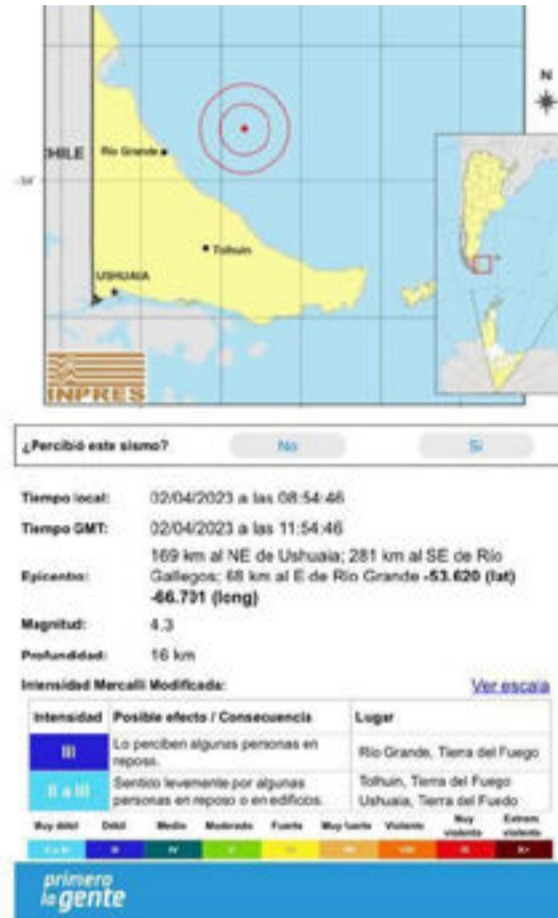 N
CHILE
Río Grande
-54°
Tolhuin
USHUAIA
INPRES
¿Percibió este sismo? No Si
Tiempo local: 02/04/2023 a las 08:54:46
Tiempo GMT: 02/04/2023 a las 11:54:46
Epicentro: 169 km al NE de Ushuaia; 281 km al SE de Río
Gallegos; 68 km al E de Río Grande -53.620 (lat)
-66.731 (long)
Magnitud: 4.3
Profundidad: 16 km
Intensidad Mercalli Modificada: Ver escala
Intensidad Posible efecto / Consecuencia Lugar
III Lo perciben algunas personas en
reposo. Río Grande, Tierra del Fuego
II a III Sentico levemente por algunas
personas en reposo o en edificos. Tolhuin, Tierra del Fuego
Ushuaia, Tierra del Fuedo
Muy débil Débil Medio Moderado Fuerte Muy fuerte Violento Muy violento Extrem violento
III IV V IX X+
primero
la gente